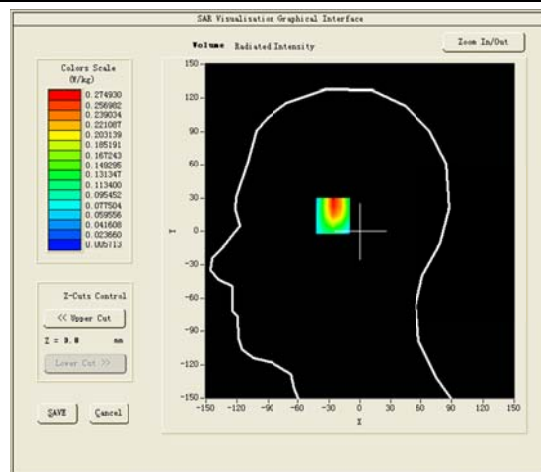 SAR Visualisation Graphical Interface
Volume Radiated Intensity
Zoom In/Out
Colors Scale
(W/kg)
0.274930
0.256982
0.239034
0.221087
0.203139
0.185191
0.167243
0.149295
0.131347
0.113400
0.095452
0.077504
0.059556
0.041608
0.023660
0.005713
Z-Cuts Control
<< Upper Cut
Z = 0.0 mm
Lower Cut >>
SAVE Cancel
150
120
90
60
30
0
-30
-60
-90
-120
-150
Y
-150 -120 -90 -60 -30 0 30 60 90 120 150
X